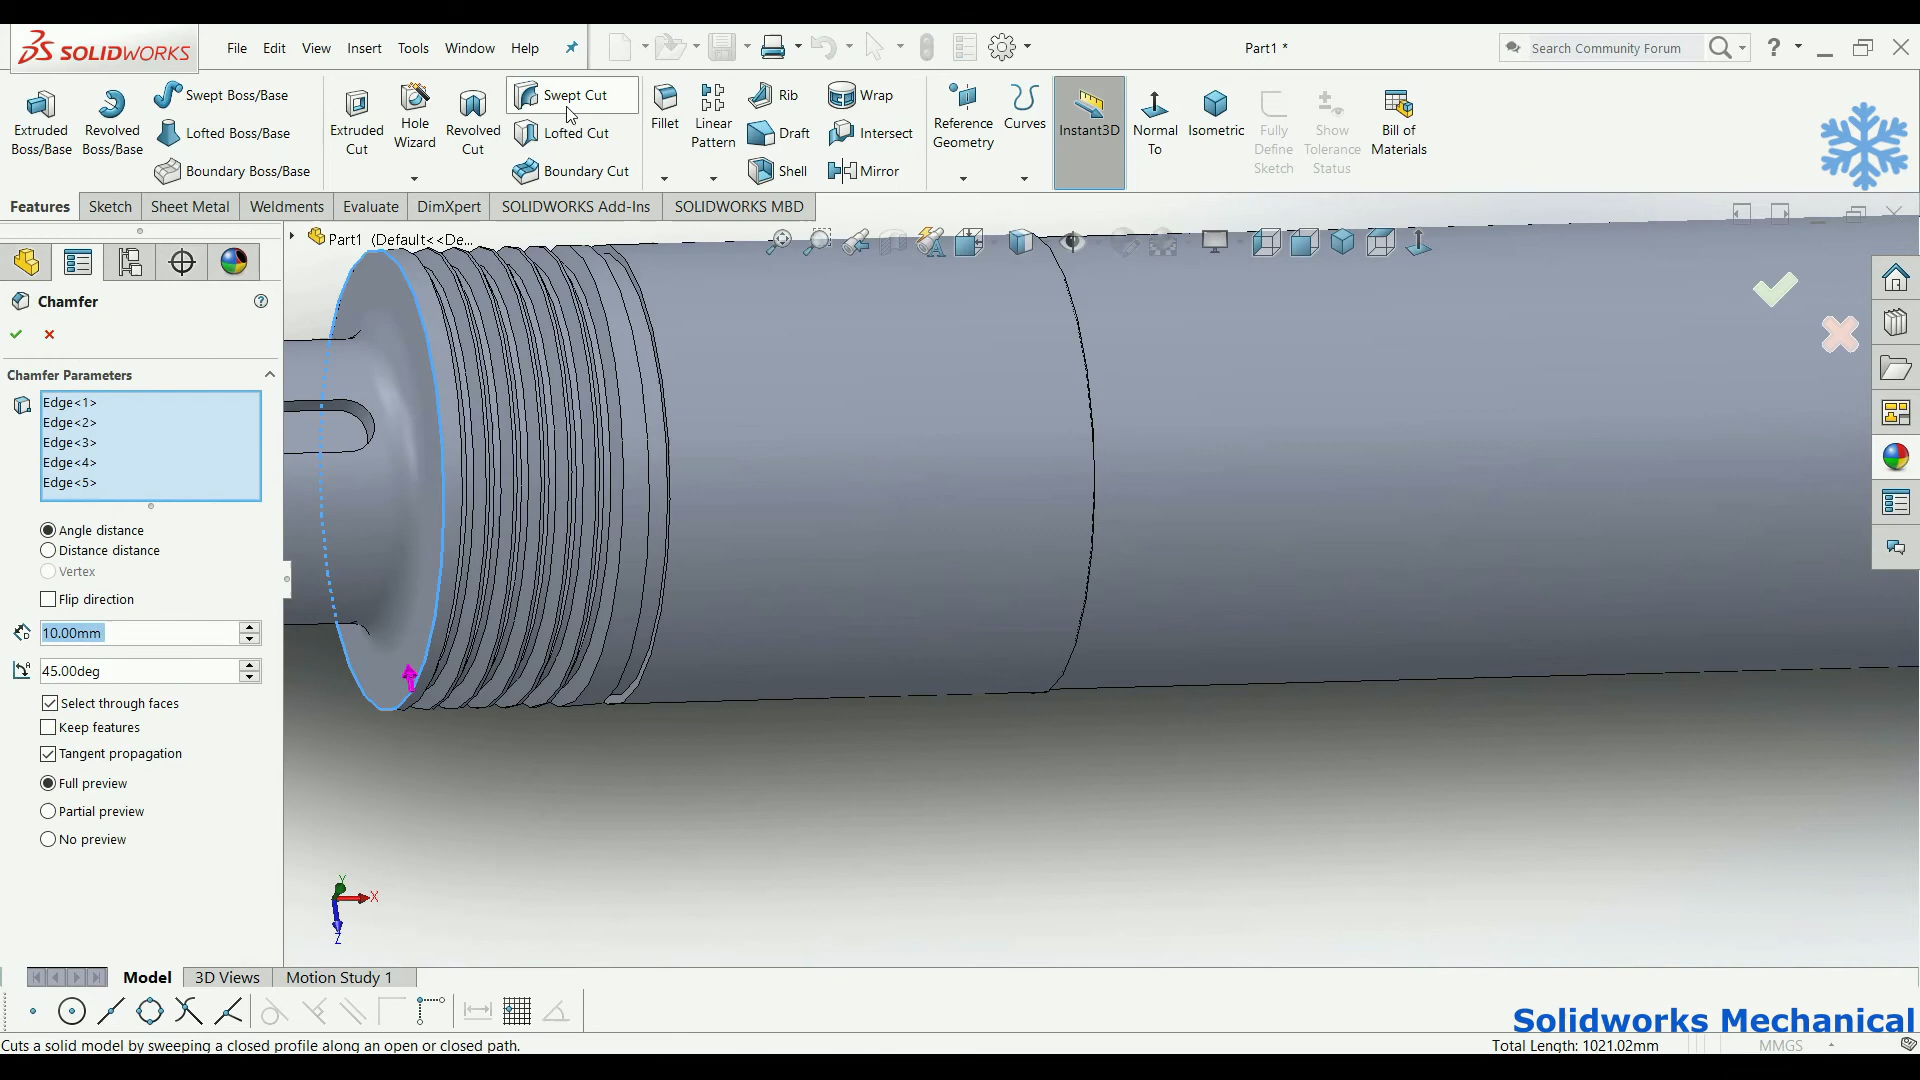 SOLIDWORKS
File Edit View Insert Tools Window Help
Part1 *
Search Community Forum
Extruded Boss/Base
Revolved Boss/Base
Swept Boss/Base
Lofted Boss/Base
Boundary Boss/Base
Extruded Cut
Hole Wizard
Revolved Cut
Swept Cut
Lofted Cut
Boundary Cut
Fillet
Linear Pattern
Rib
Draft
Shell
Wrap
Intersect
Mirror
Reference Geometry
Curves
Instant3D
Normal To
Isometric
Fully Define Sketch
Show Tolerance Status
Bill of Materials
Features Sketch Sheet Metal Weldments Evaluate DimXpert SOLIDWORKS Add-Ins SOLIDWORKS MBD
Part1 (Default<<De...
Chamfer
Chamfer Parameters
Edge<1>
Edge<2>
Edge<3>
Edge<4>
Edge<5>
Angle distance
Distance distance
Vertex
Flip direction
10.00mm
45.00deg
Select through faces
Keep features
Tangent propagation
Full preview
Partial preview
No preview
Y
X
Z
Model 3D Views Motion Study 1
Solidworks Mechanical
Cuts a solid model by sweeping a closed profile along an open or closed path.
Total Length: 1021.02mm
MMGS